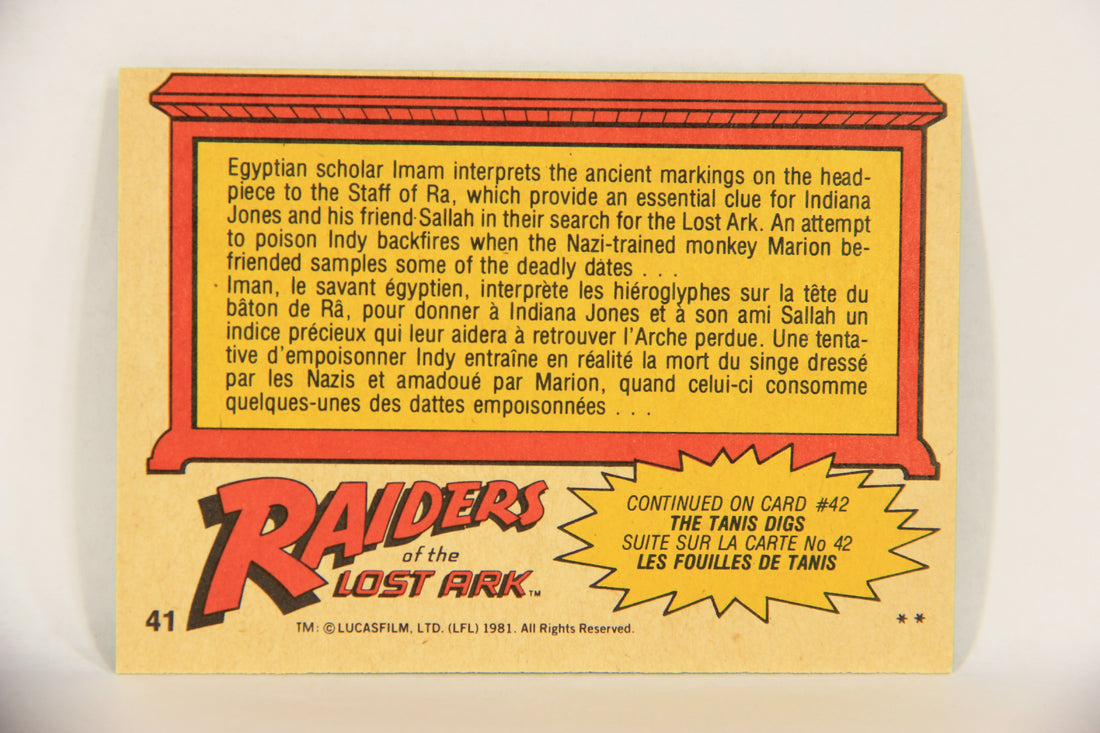 Egyptian scholar Imam interprets the ancient markings on the head-
piece to the Staff of Ra, which provide an essential clue for Indiana
Jones and his friend Sallah in their search for the Lost Ark. An attempt
to poison Indy backfires when the Nazi-trained monkey Marion be-
friended samples some of the deadly dates . . .
Iman, le savant égyptien, interprète les hiéroglyphes sur la tête du
bâton de Râ, pour donner à Indiana Jones et à son ami Sallah un
indice précieux qui leur aidera à retrouver l'Arche perdue. Une tenta-
tive d'empoisonner Indy entraîne en réalité la mort du singe dressé
par les Nazis et amadoué par Marion, quand celui-ci consomme
quelques-unes des dattes empoisonnées . . .
RAIDERS
of the
LOST ARK™
CONTINUED ON CARD #42
THE TANIS DIGS
SUITE SUR LA CARTE No 42
LES FOUILLES DE TANIS
41
TM: © LUCASFILM, LTD. (LFL) 1981. All Rights Reserved.
* *